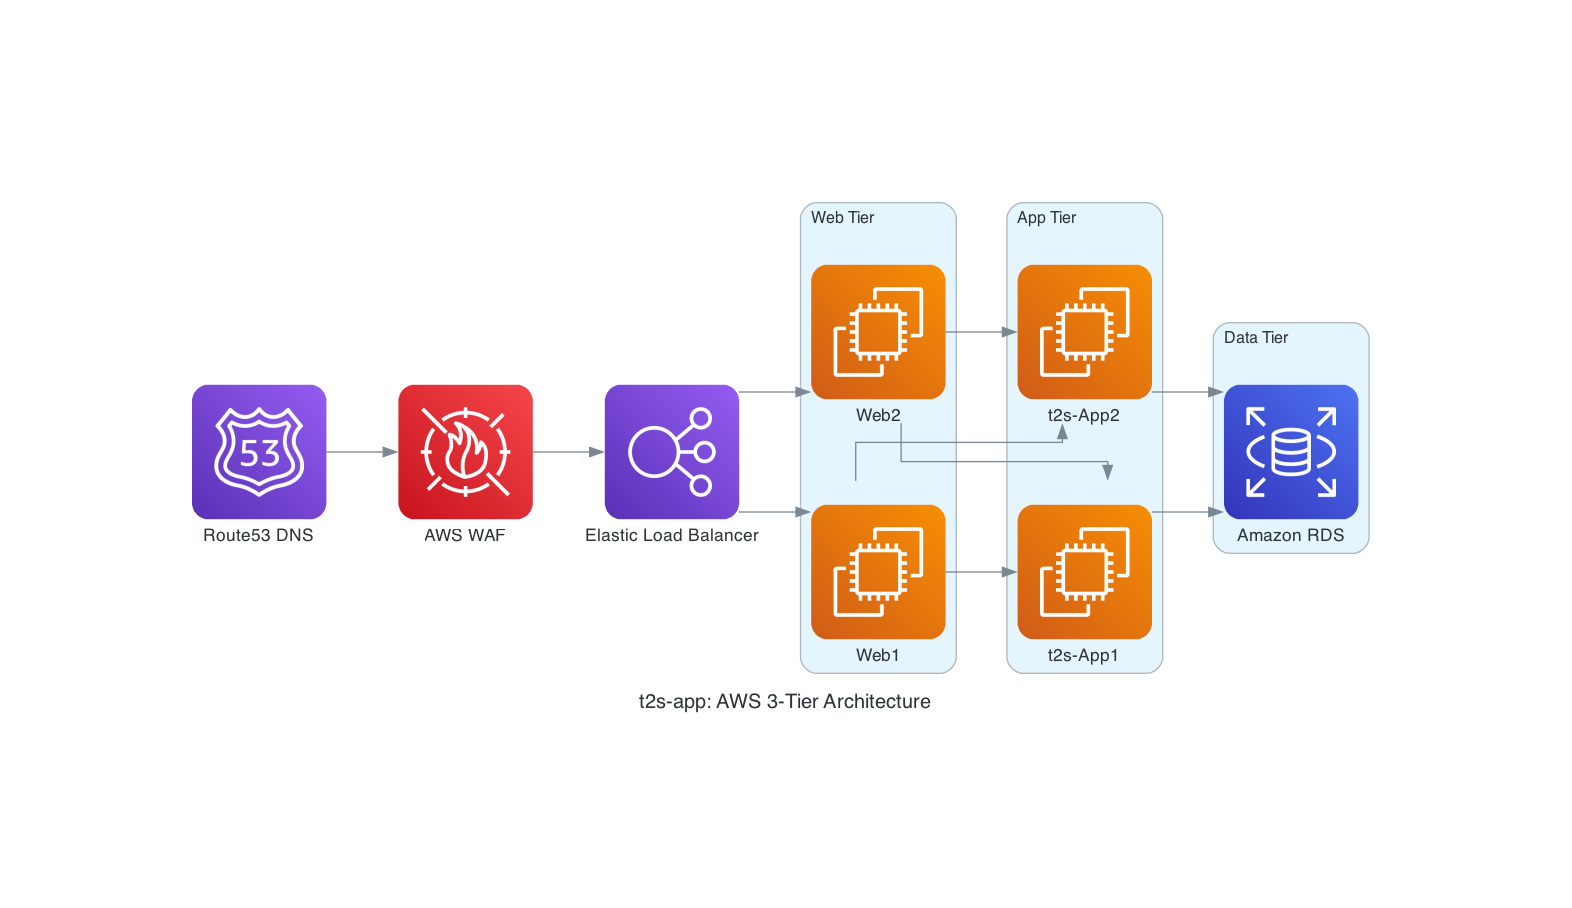 Web Tier
App Tier
Data Tier
53
Route53 DNS
AWS WAF
Elastic Load Balancer
Web2
t2s-App2
Amazon RDS
Web1
t2s-App1
t2s-app: AWS 3-Tier Architecture